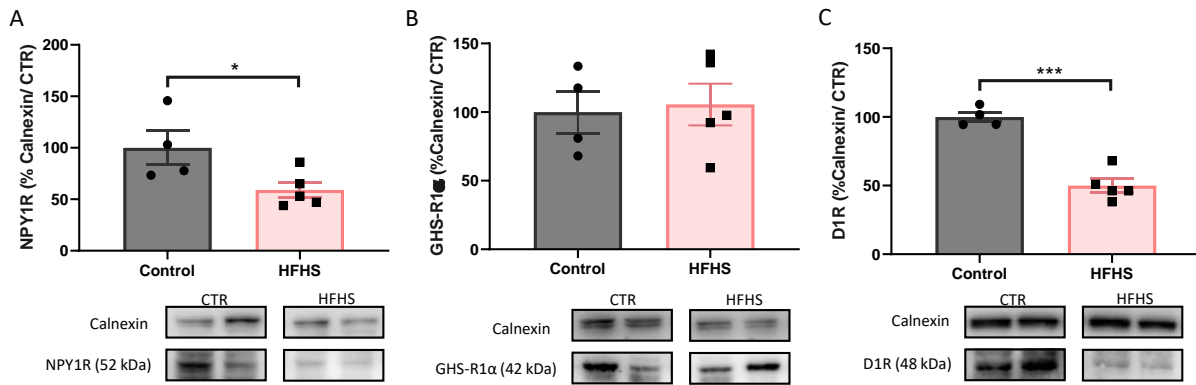 A
NPY1R (% Calnexin/ CTR)
200
150
100
50
0
*
Control
HFHS
CTR
HFHS
Calnexin
NPY1R (52 kDa)
B
GHS-R1α (%Calnexin/ CTR)
150
100
50
0
Control
HFHS
CTR
HFHS
Calnexin
GHS-R1α (42 kDa)
C
D1R (%Calnexin/ CTR)
150
100
50
0
***
Control
HFHS
CTR
HFHS
Calnexin
D1R (48 kDa)